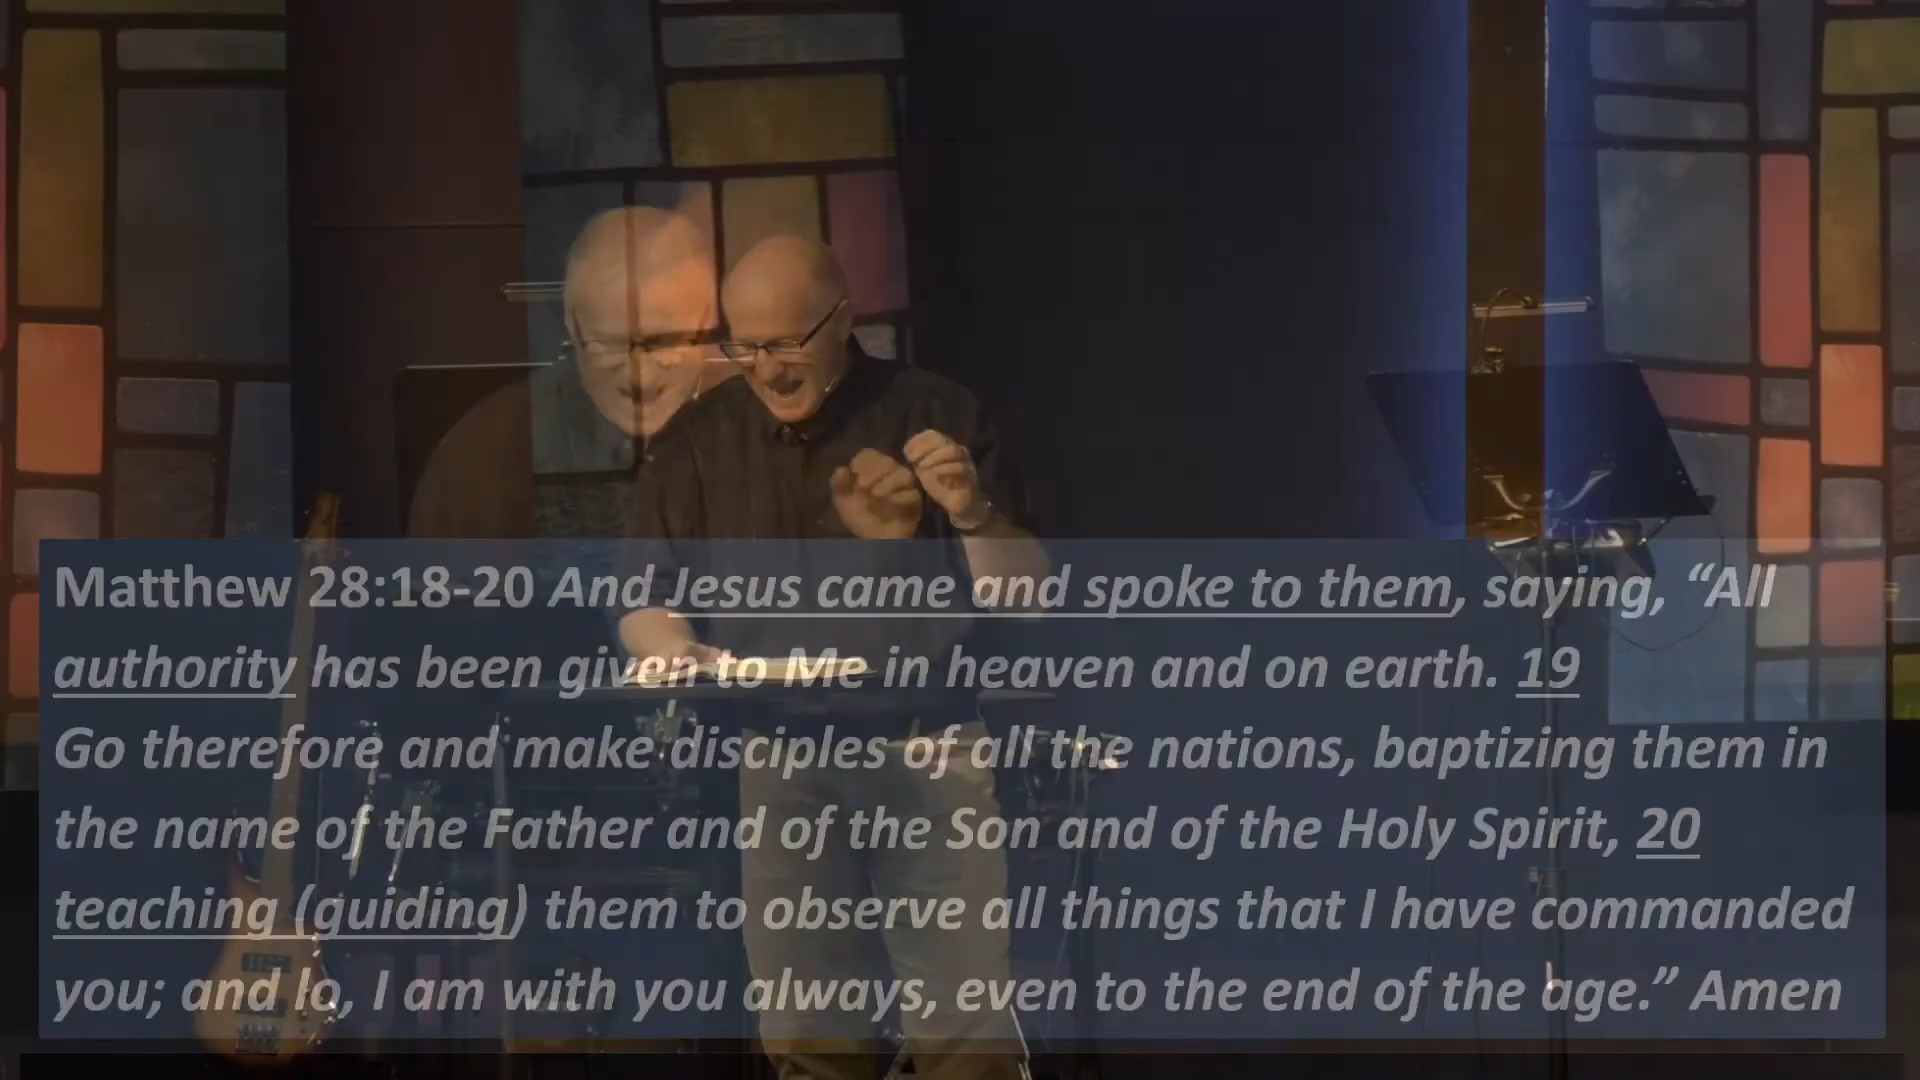 Matthew 28:18-20 And Jesus came and spoke to them, saying, “All
authority has been given to Me in heaven and on earth. 19
Go therefore and make disciples of all the nations, baptizing them in
the name of the Father and of the Son and of the Holy Spirit, 20
teaching (guiding) them to observe all things that I have commanded
you; and lo, I am with you always, even to the end of the age.” Amen